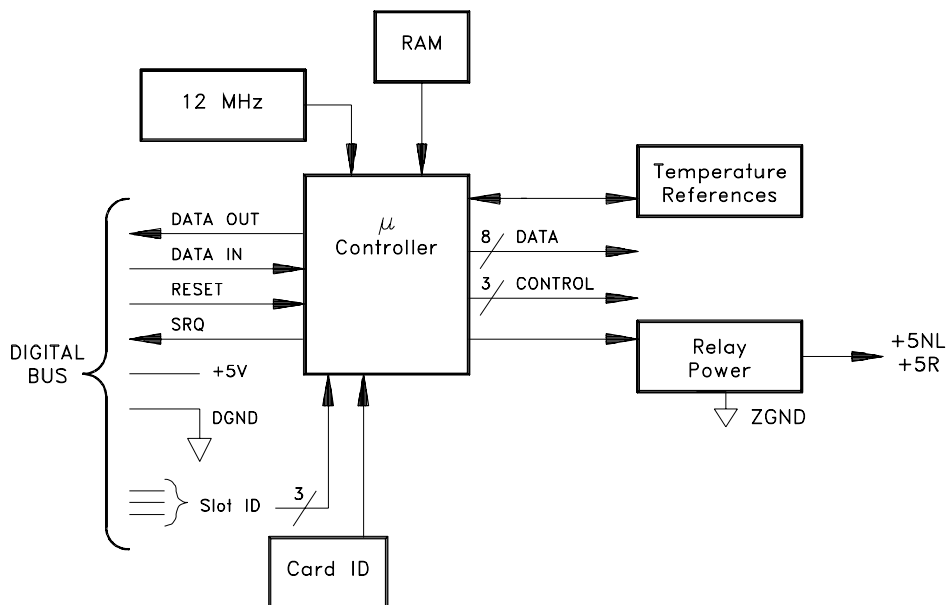 RAM
12 MHz
Temperature
References
μ
Controller
DATA OUT
8 DATA
DATA IN
3 CONTROL
RESET
SRQ
Relay
Power
+5NL
+5R
DIGITAL
BUS
+5V
DGND
ZGND
3
Slot ID
Card ID